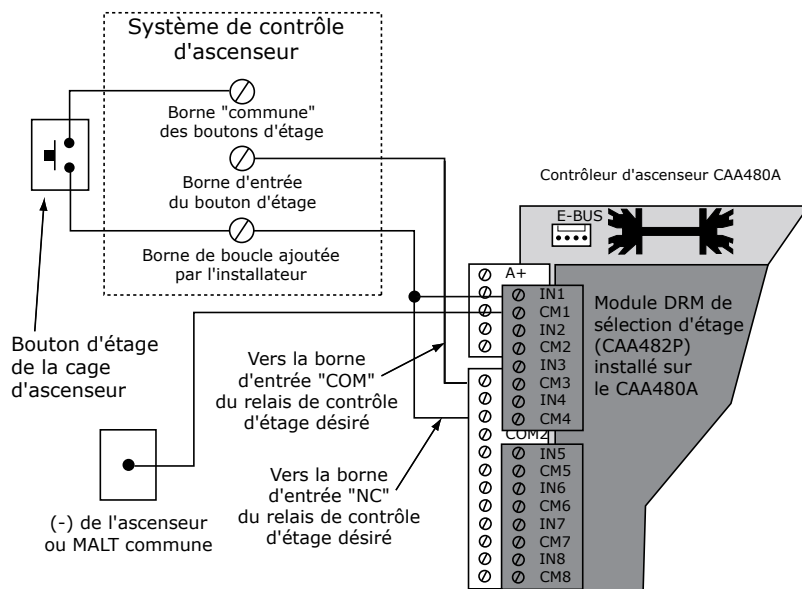 Système de contrôle
d'ascenseur
Borne "commune"
des boutons d'étage
Borne d'entrée
du bouton d'étage
Borne de boucle ajoutée
par l'installateur
Bouton d'étage
de la cage
d'ascenseur
Contrôleur d'ascenseur CAA480A
E-BUS
A+
IN1
CM1
IN2
CM2
IN3
CM3
IN4
CM4
COM2
IN5
CM5
IN6
CM6
IN7
CM7
IN8
CM8
Module DRM de
sélection d'étage
(CAA482P)
installé sur
le CAA480A
Vers la borne
d'entrée "COM"
du relais de contrôle
d'étage désiré
Vers la borne
d'entrée "NC"
du relais de contrôle
d'étage désiré
(-) de l'ascenseur
ou MALT commune